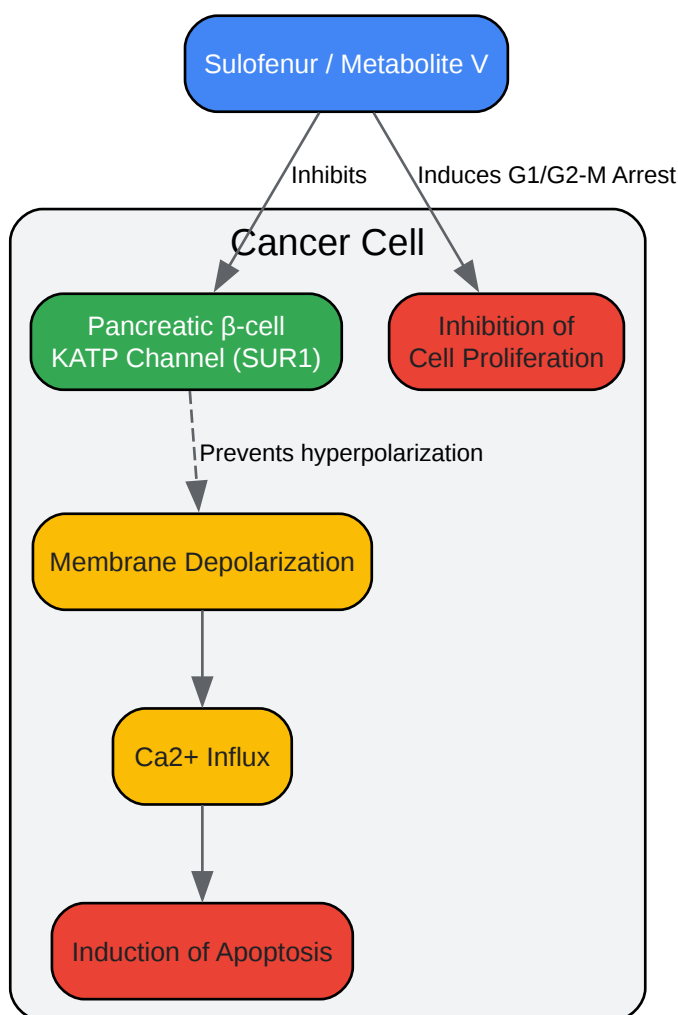 Sulofenur / Metabolite V
Inhibits
Induces G1/G2-M Arrest
Cancer Cell
Pancreatic β-cell
KATP Channel (SUR1)
Inhibition of
Cell Proliferation
Prevents hyperpolarization
Membrane Depolarization
Ca2+ Influx
Induction of Apoptosis